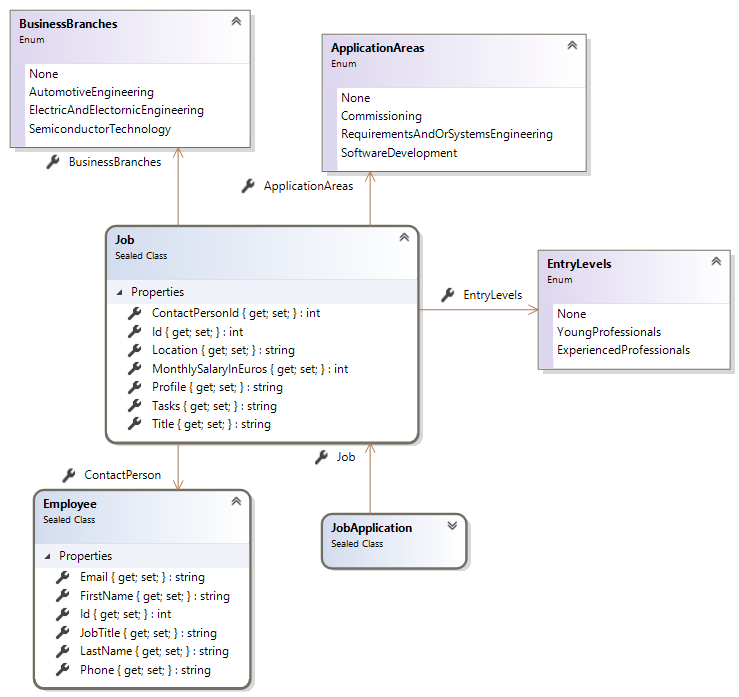 BusinessBranches
Enum
None
AutomotiveEngineering
ElectricAndElectornicEngineering
SemiconductorTechnology
ApplicationAreas
Enum
None
Commissioning
RequirementsAndOrSystemsEngineering
SoftwareDevelopment
BusinessBranches
ApplicationAreas
Job
Sealed Class
Properties
ContactPersonId { get; set; } : int
Id { get; set; } : int
Location { get; set; } : string
MonthlySalaryInEuros { get; set; } : int
Profile { get; set; } : string
Tasks { get; set; } : string
Title { get; set; } : string
EntryLevels
EntryLevels
Enum
None
YoungProfessionals
ExperiencedProfessionals
ContactPerson
Job
Employee
Sealed Class
Properties
Email { get; set; } : string
FirstName { get; set; } : string
Id { get; set; } : int
JobTitle { get; set; } : string
LastName { get; set; } : string
Phone { get; set; } : string
JobApplication
Sealed Class